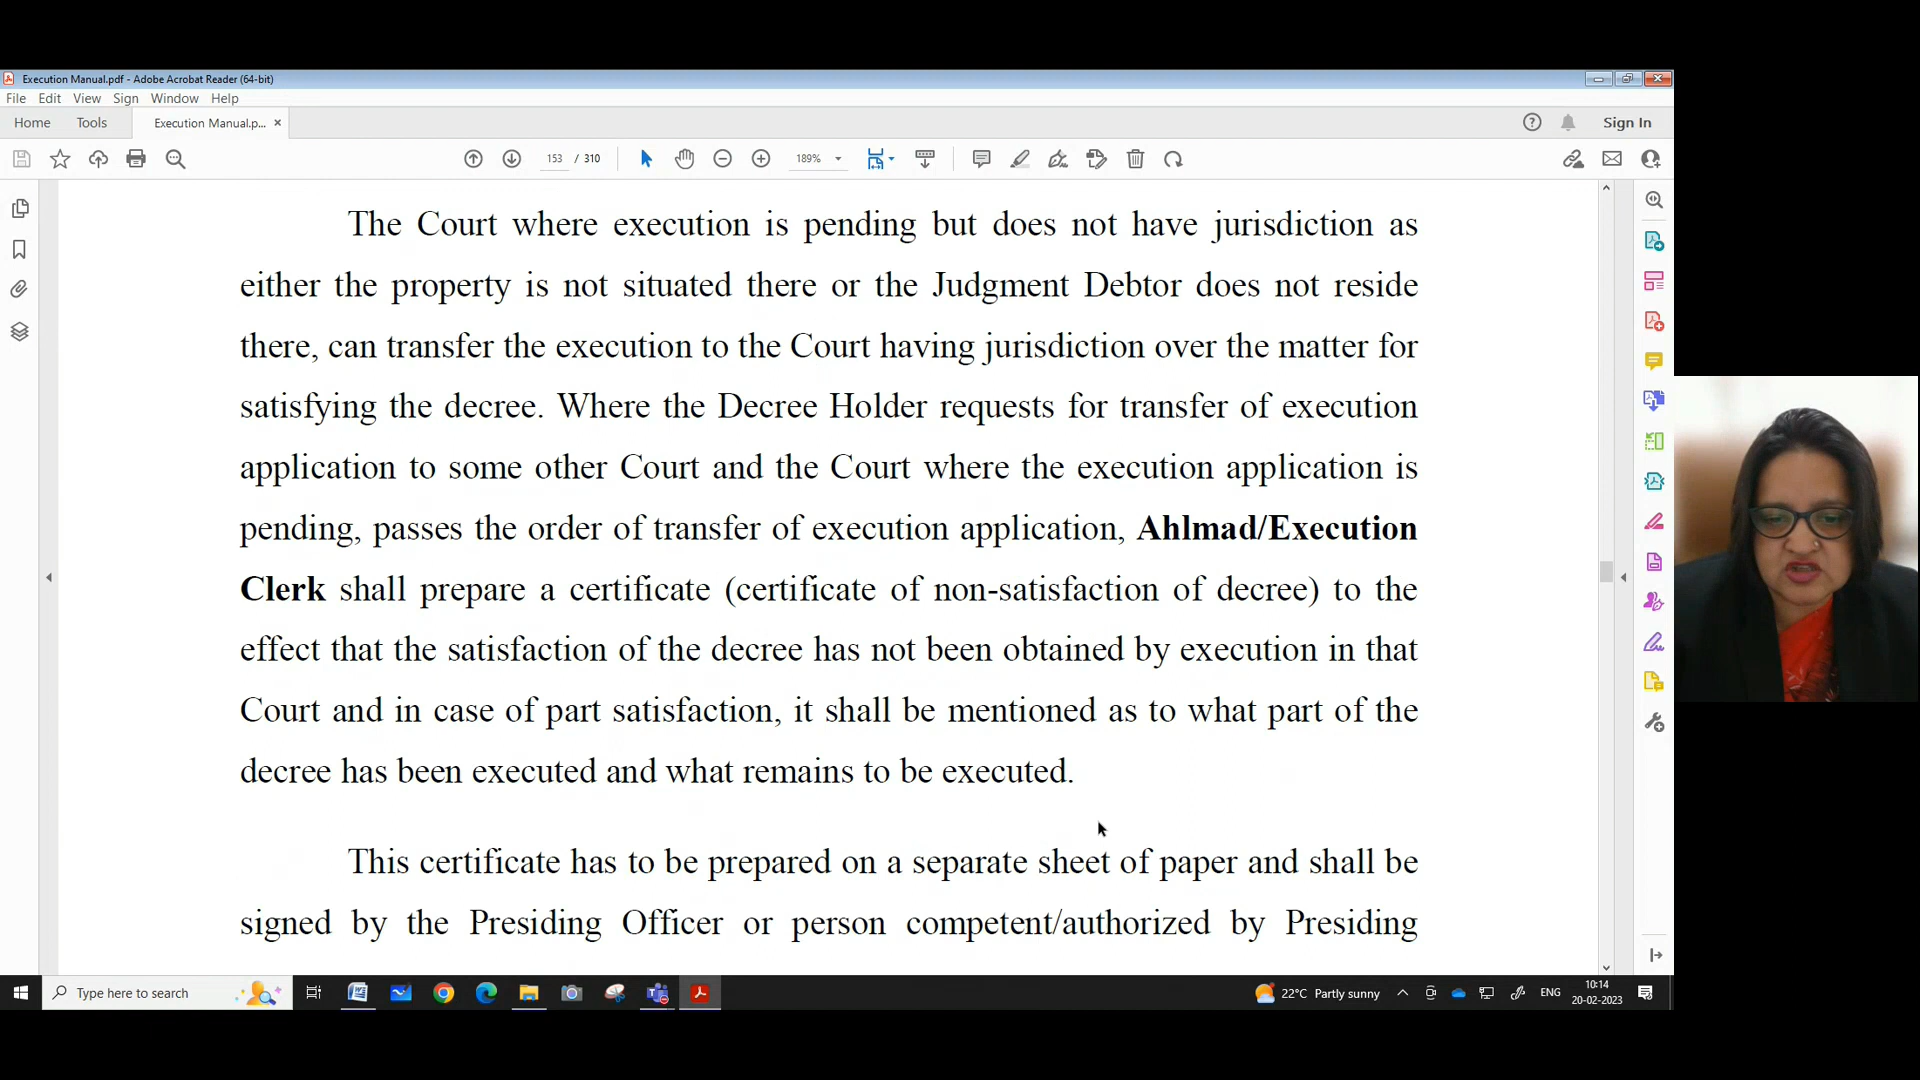 Execution Manual.pdf - Adobe Acrobat Reader (64-bit)
File Edit View Sign Window Help
Home Tools Execution Manual.p... × Sign In
153 / 310 189%
The Court where execution is pending but does not have jurisdiction as
either the property is not situated there or the Judgment Debtor does not reside
there, can transfer the execution to the Court having jurisdiction over the matter for
satisfying the decree. Where the Decree Holder requests for transfer of execution
application to some other Court and the Court where the execution application is
pending, passes the order of transfer of execution application, Ahlmad/Execution
Clerk shall prepare a certificate (certificate of non-satisfaction of decree) to the
effect that the satisfaction of the decree has not been obtained by execution in that
Court and in case of part satisfaction, it shall be mentioned as to what part of the
decree has been executed and what remains to be executed.
This certificate has to be prepared on a separate sheet of paper and shall be
signed by the Presiding Officer or person competent/authorized by Presiding
Type here to search 22°C Partly sunny ENG 10:14
20-02-2023